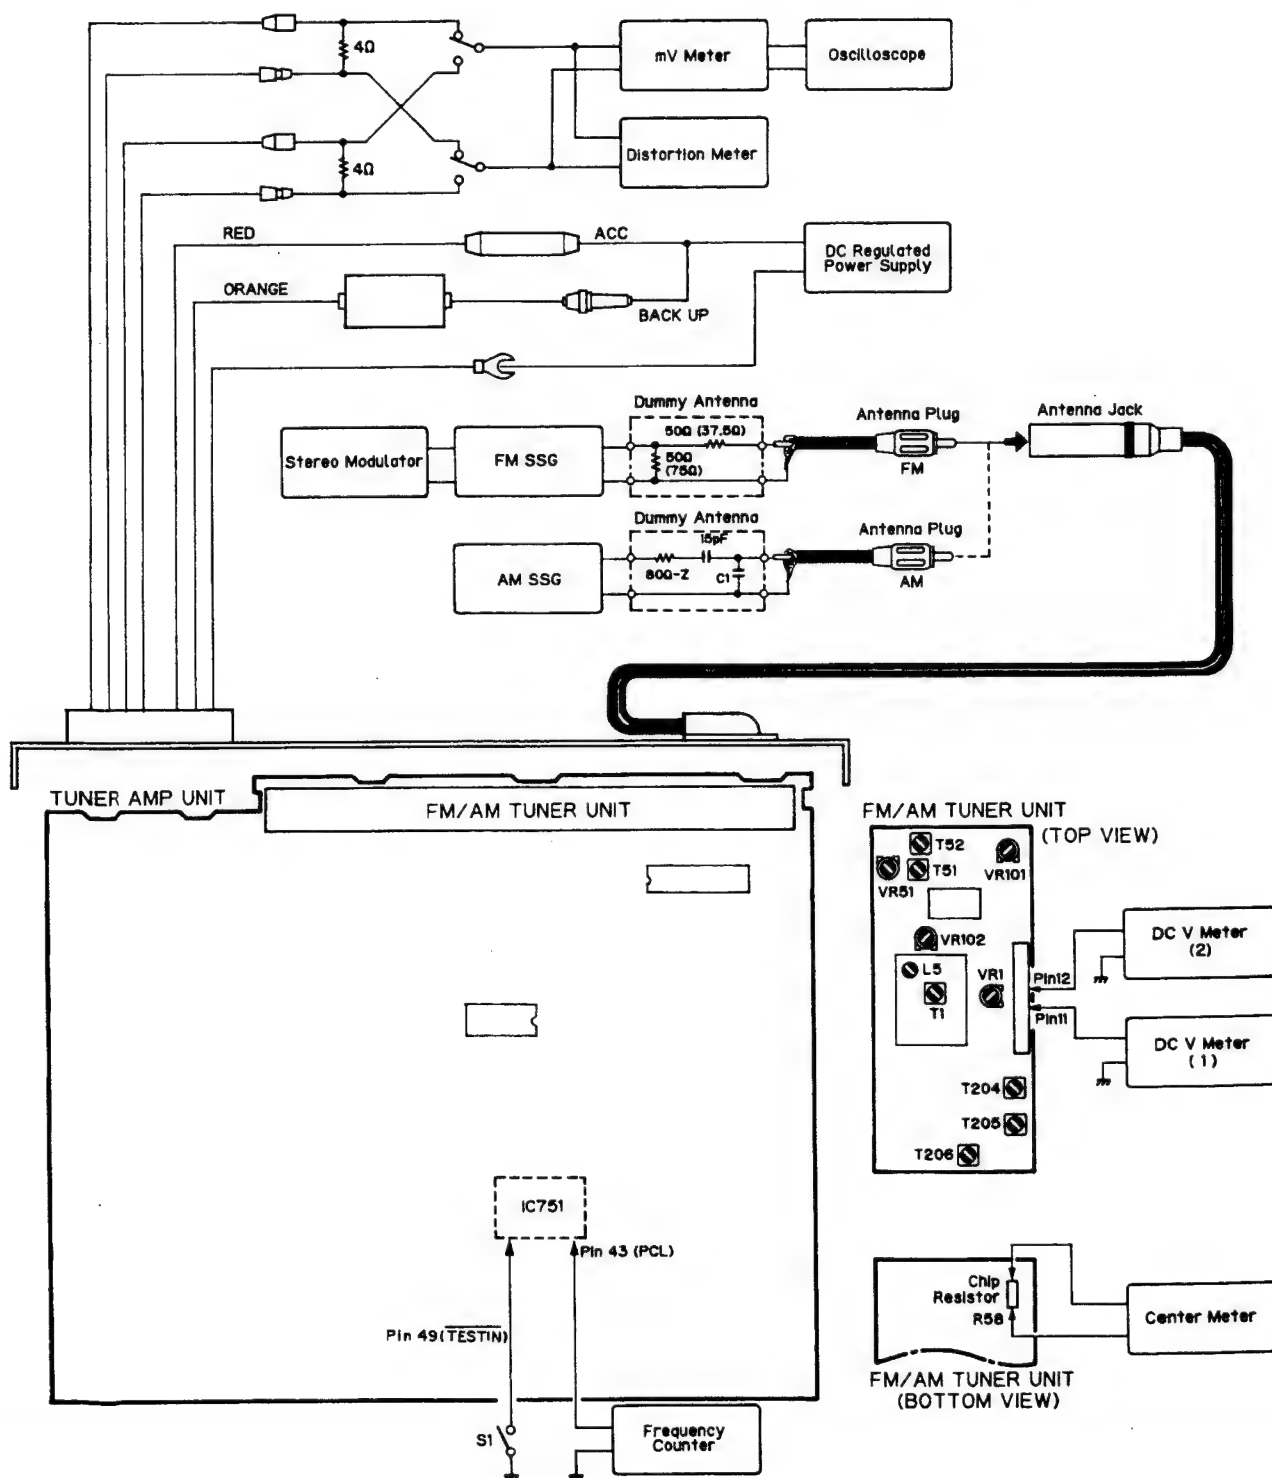 4Ω
mV Meter
Oscilloscope
Distortion Meter
4Ω
RED
ACC
DC Regulated
Power Supply
ORANGE
BACK UP
Dummy Antenna
Antenna Plug
Antenna Jack
50Ω (37.5Ω)
Stereo Modulator
FM SSG
50Ω
(75Ω)
FM
Dummy Antenna
Antenna Plug
15pF
AM SSG
80Ω-Z
C1
AM
TUNER AMP UNIT
FM/AM TUNER UNIT
FM/AM TUNER UNIT
(TOP VIEW)
T52
T51
VR51
VR101
VR102
DC V Meter
(2)
L5
VR1
Pin12
T1
Pin11
DC V Meter
(1)
T204
T205
T206
IC751
Pin 43 (PCL)
Chip
Resistor
R58
Center Meter
Pin 49 (TESTIN)
FM/AM TUNER UNIT
(BOTTOM VIEW)
S1
Frequency
Counter